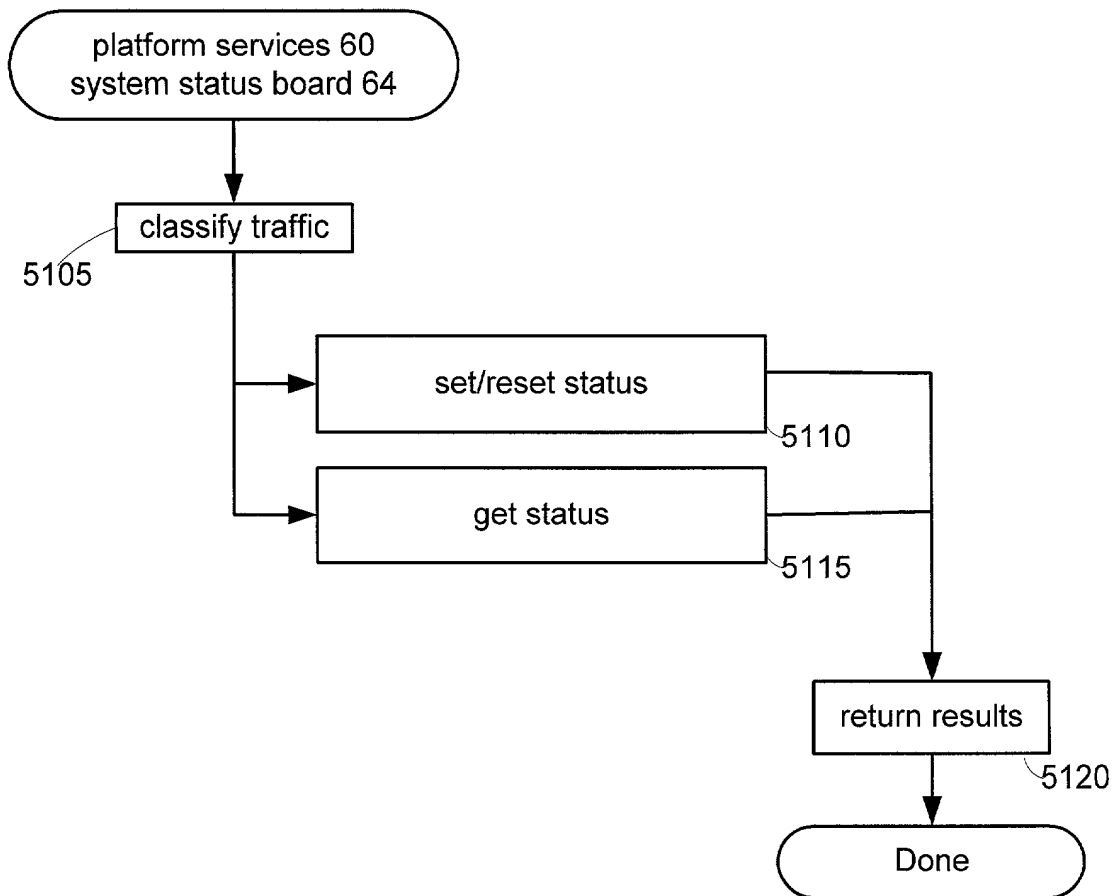 platform services 60
system status board 64
classify traffic
5105
set/reset status
5110
get status
5115
return results
5120
Done